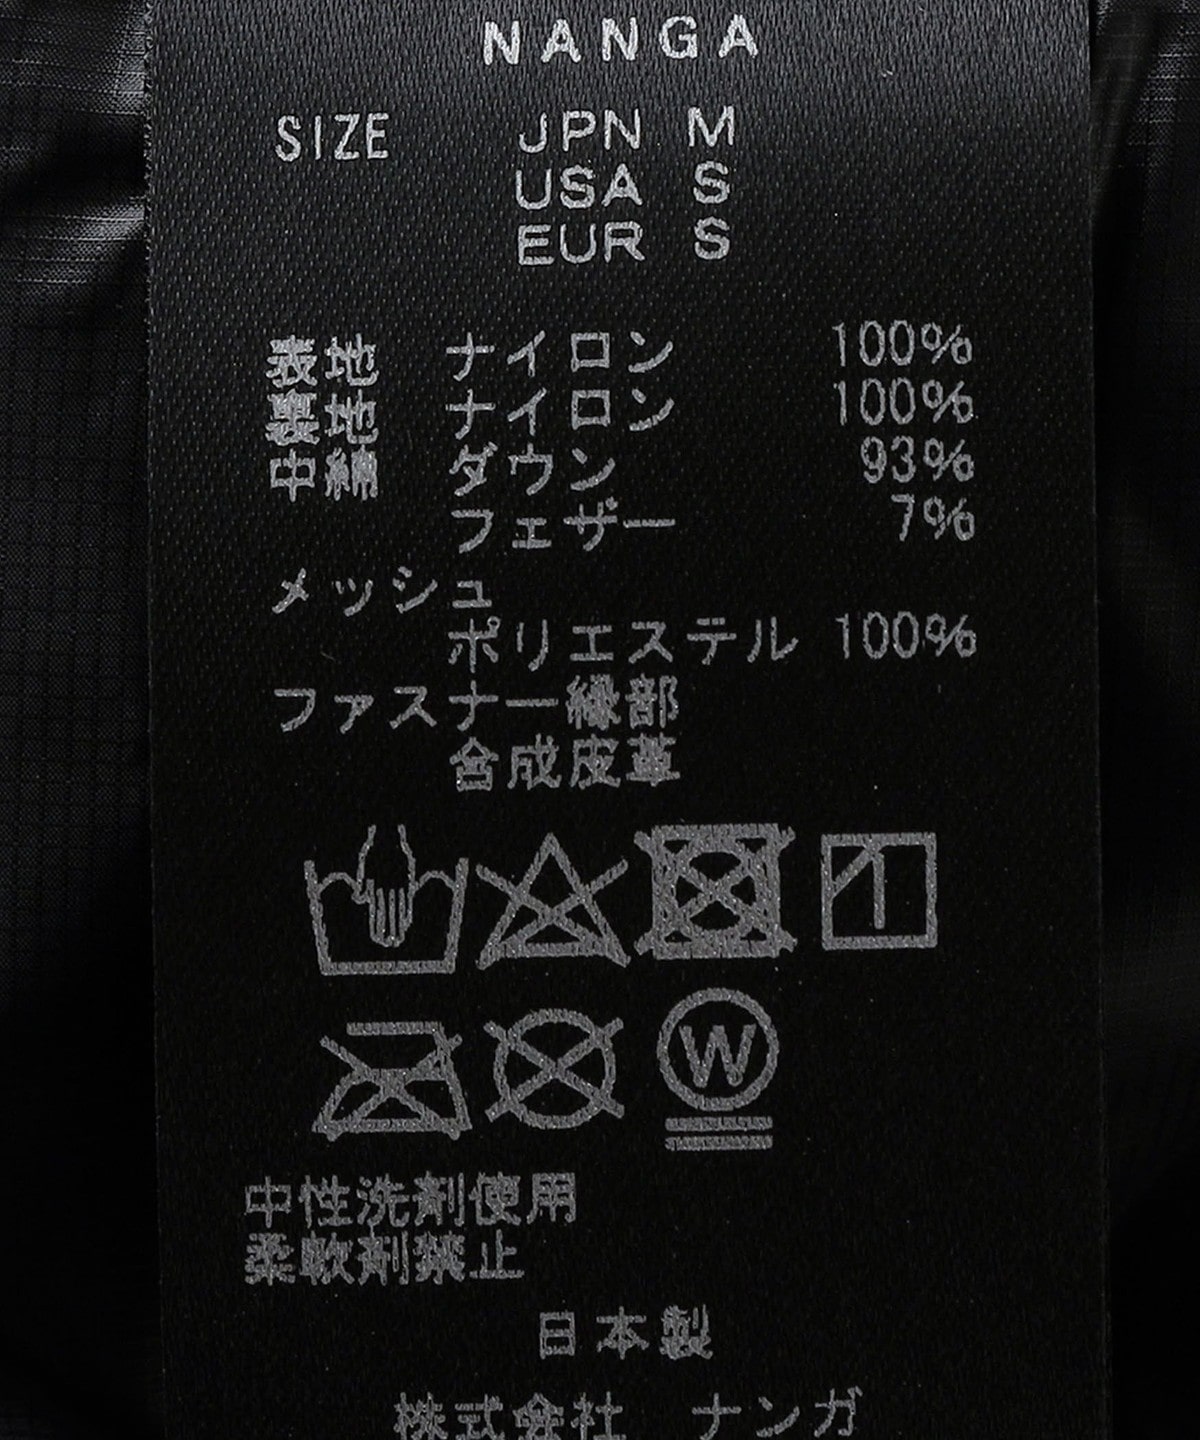 NANGA
SIZE JPN M
USA S
EUR S
表地 ナイロン 100%
裏地 ナイロン 100%
中綿 ダウン 93%
フェザー 7%
メッシュ
ポリエステル 100%
ファスナー縁部
合成皮革
W
中性洗剤使用
柔軟剤禁止
日本製
株式会社 ナンガ